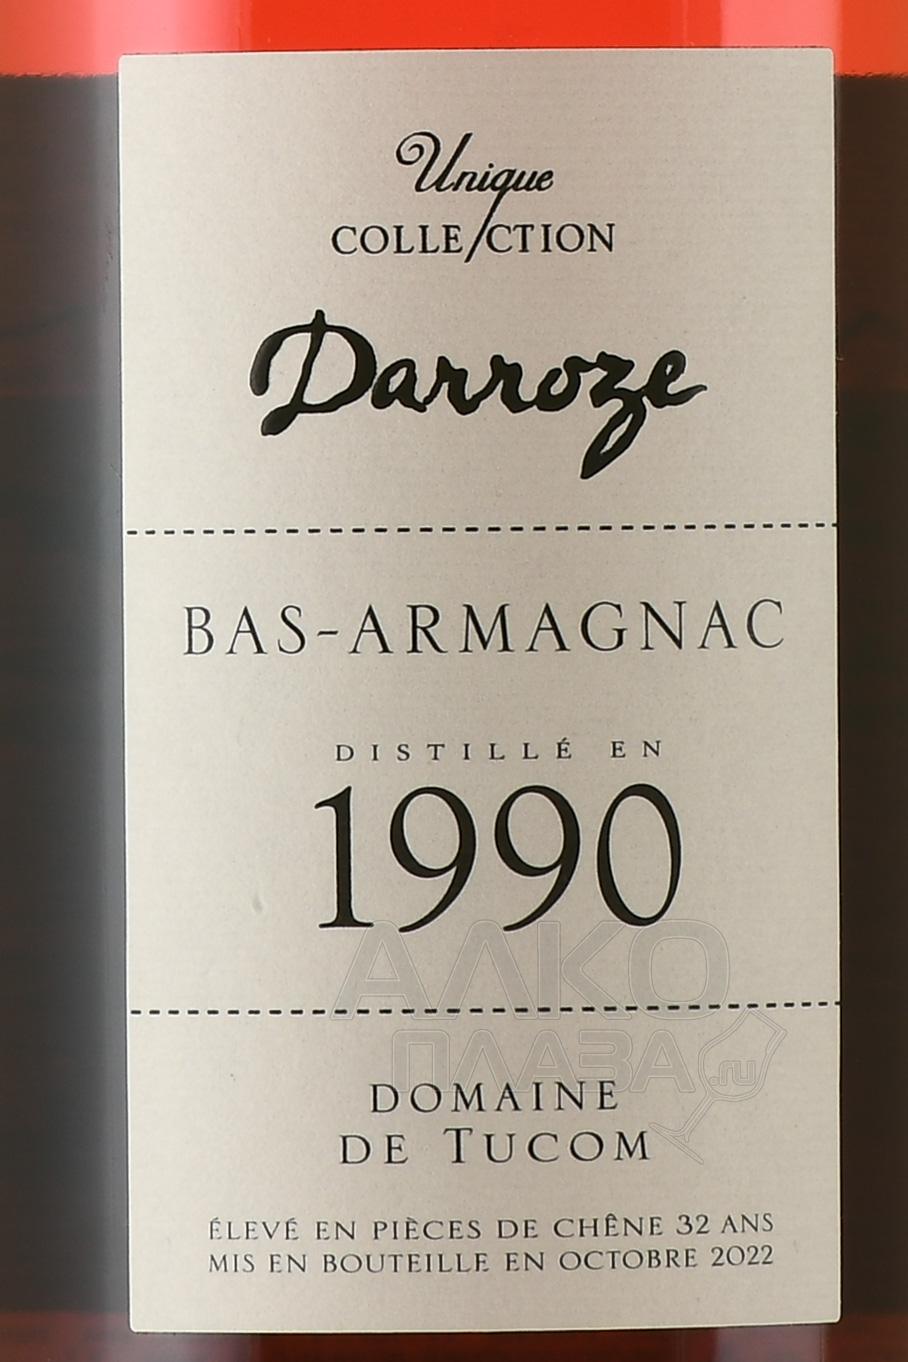 Unique
COLLECTION
Darroze
BAS-ARMAGNAC
DISTILLÉ EN
1990
АЛКО
ПЛАЗА.ru
DOMAINE
DE TUCOM
ÉLEVÉ EN PIÈCES DE CHÊNE 32 ANS
MIS EN BOUTEILLE EN OCTOBRE 2022